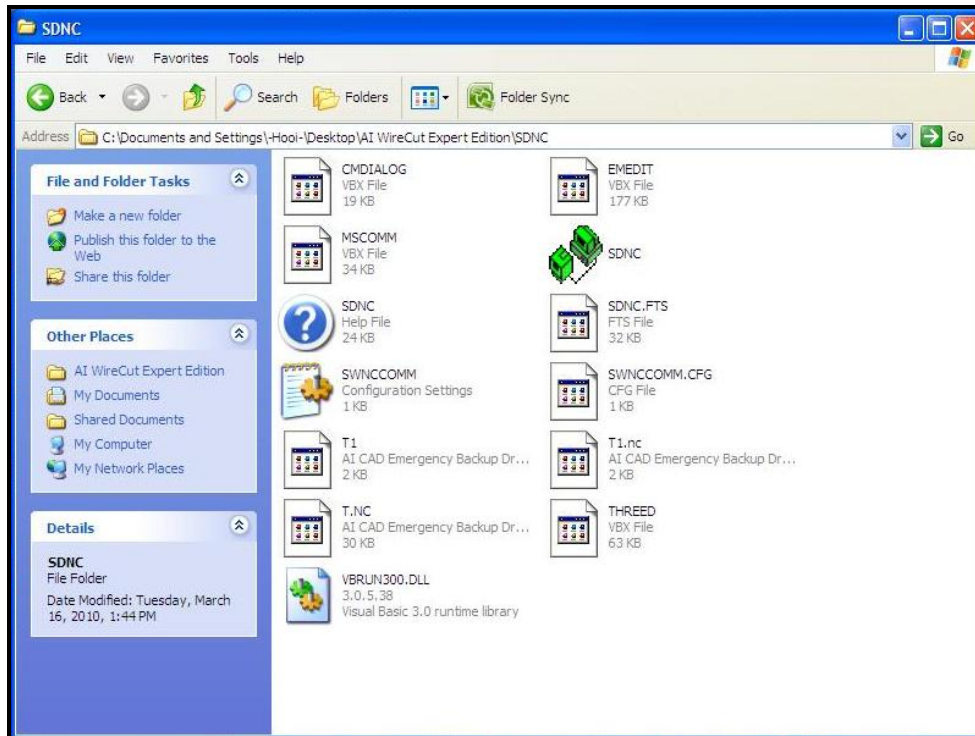 SDNC
File Edit View Favorites Tools Help
Back Search Folders Folder Sync
Address C:\Documents and Settings\-Hooi-\Desktop\AI WireCut Expert Edition\SDNC Go
File and Folder Tasks
Make a new folder
Publish this folder to the
Web
Share this folder
Other Places
AI WireCut Expert Edition
My Documents
Shared Documents
My Computer
My Network Places
Details
SDNC
File Folder
Date Modified: Tuesday, March
16, 2010, 1:44 PM
CMDIALOG
VBX File
19 KB
EMEDIT
VBX File
177 KB
MSCOMM
VBX File
34 KB
SDNC
SDNC
Help File
24 KB
SDNC.FTS
FTS File
32 KB
SWNCCOMM
Configuration Settings
1 KB
SWNCCOMM.CFG
CFG File
1 KB
T1
AI CAD Emergency Backup Dr...
2 KB
T1.nc
AI CAD Emergency Backup Dr...
2 KB
T.NC
AI CAD Emergency Backup Dr...
30 KB
THREED
VBX File
63 KB
VBRUN300.DLL
3.0.5.38
Visual Basic 3.0 runtime library